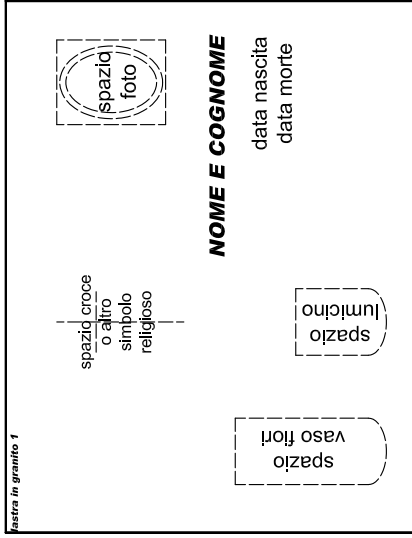 lastra in granito 1
spazio croce
o altro
simbolo
religioso
spazio
foto
NOME E COGNOME
data nascita
data morte
spazio
vaso fiori
spazio
lumicino